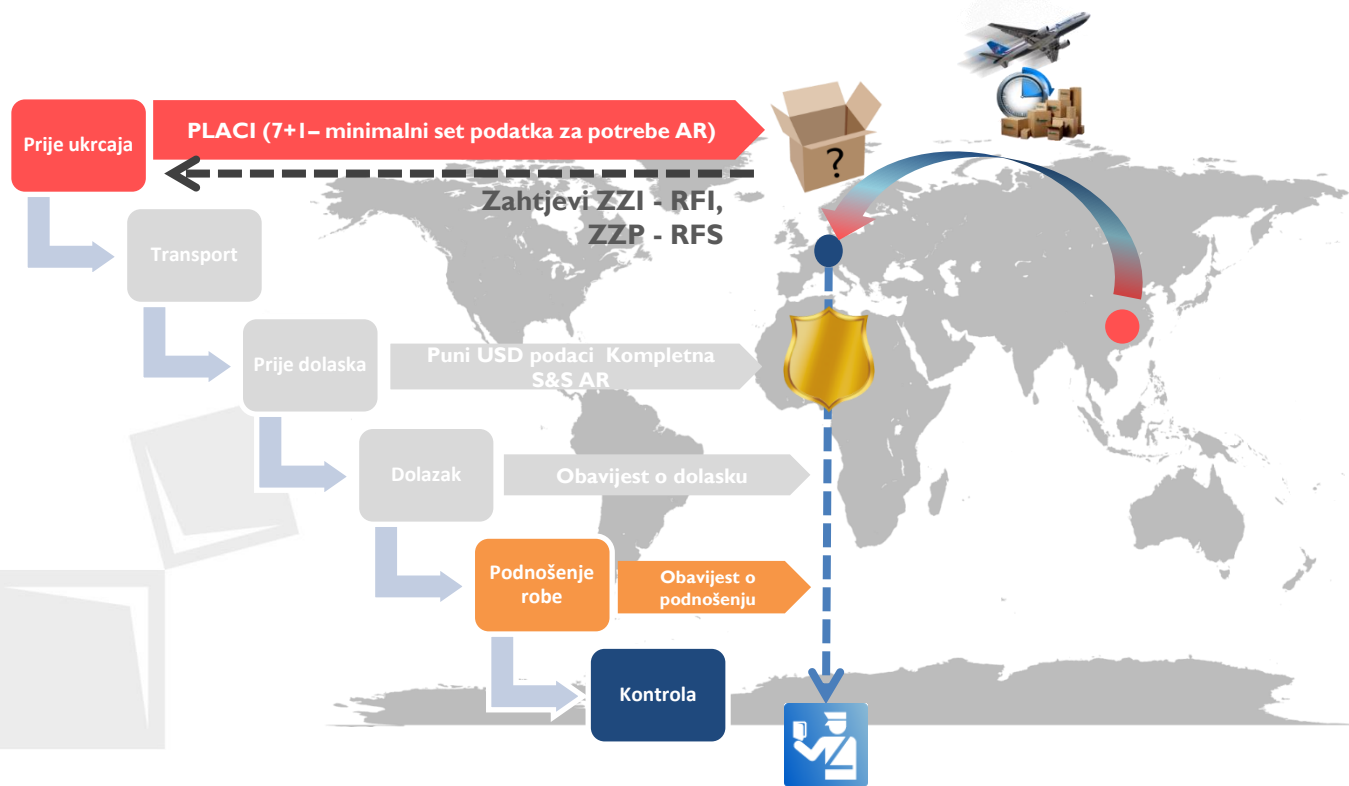 Prije ukrcaja
PLACI (7+1– minimalni set podatka za potrebe AR)
?
Zahtjevi ZZI - RFI,
ZZP - RFS
Transport
Prije dolaska
Puni USD podaci Kompletna
S&S AR
Dolazak
Obavijest o dolasku
Podnošenje
robe
Obavijest o
podnošenju
Kontrola